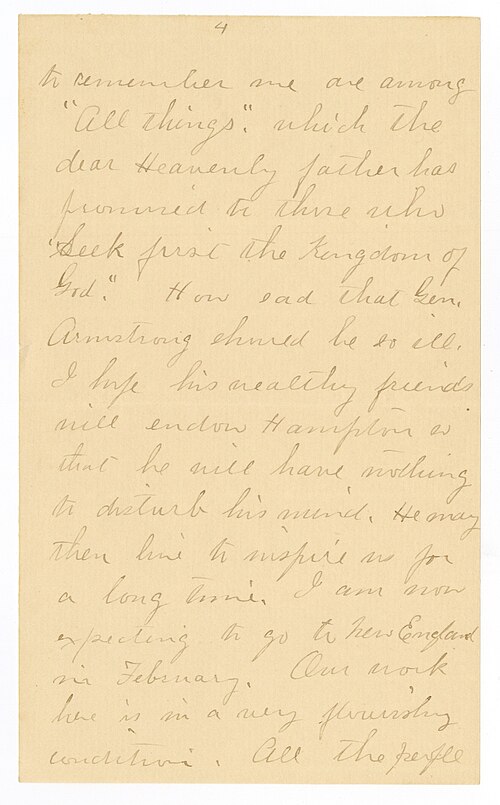 4
to remember me are among
"All things". which the
dear Heavenly father has
promised to those who
"Seek first the Kingdom of
God." How sad that Gen.
Armstrong should be so ill.
I hope his wealthy friends
will endow Hampton so
that he will have nothing
to disturb his mind. He may
then live to inspire us for
a long time. I am now
expecting to go to New England
in February. Our work
here is in a very flourishing
condition. All the people